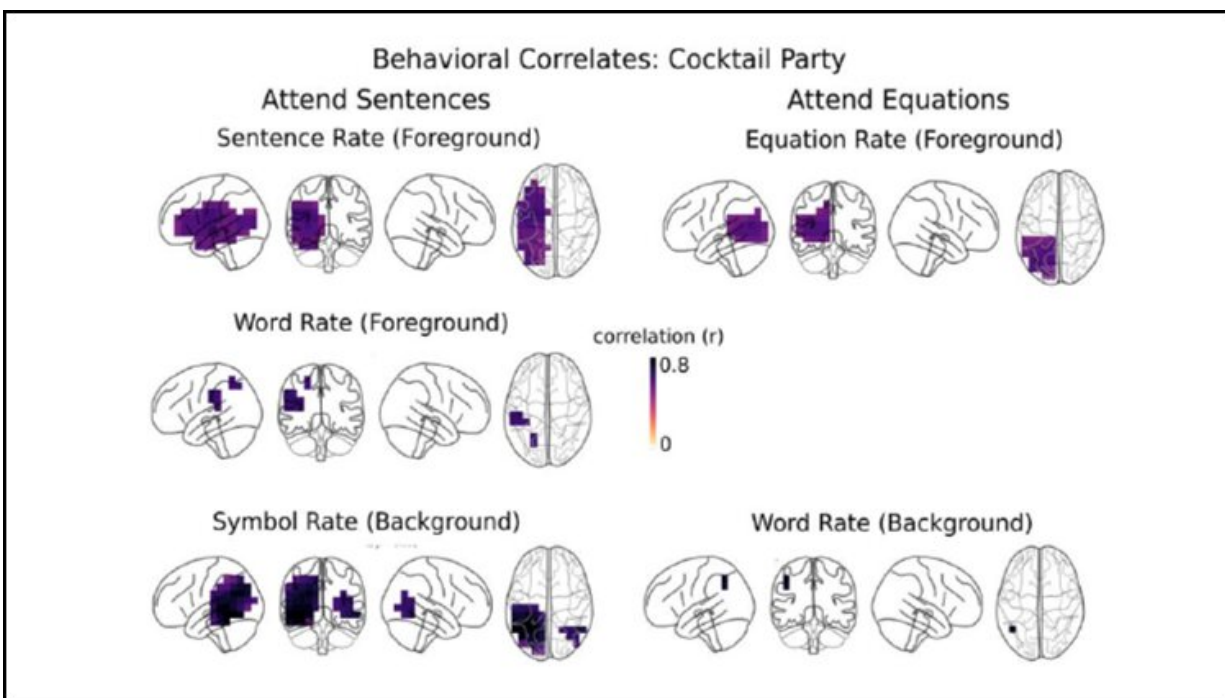 Behavioral Correlates: Cocktail Party
Attend Sentences
Attend Equations
Sentence Rate (Foreground)
Equation Rate (Foreground)
Word Rate (Foreground)
correlation (r)
0.8
0
Symbol Rate (Background)
Word Rate (Background)